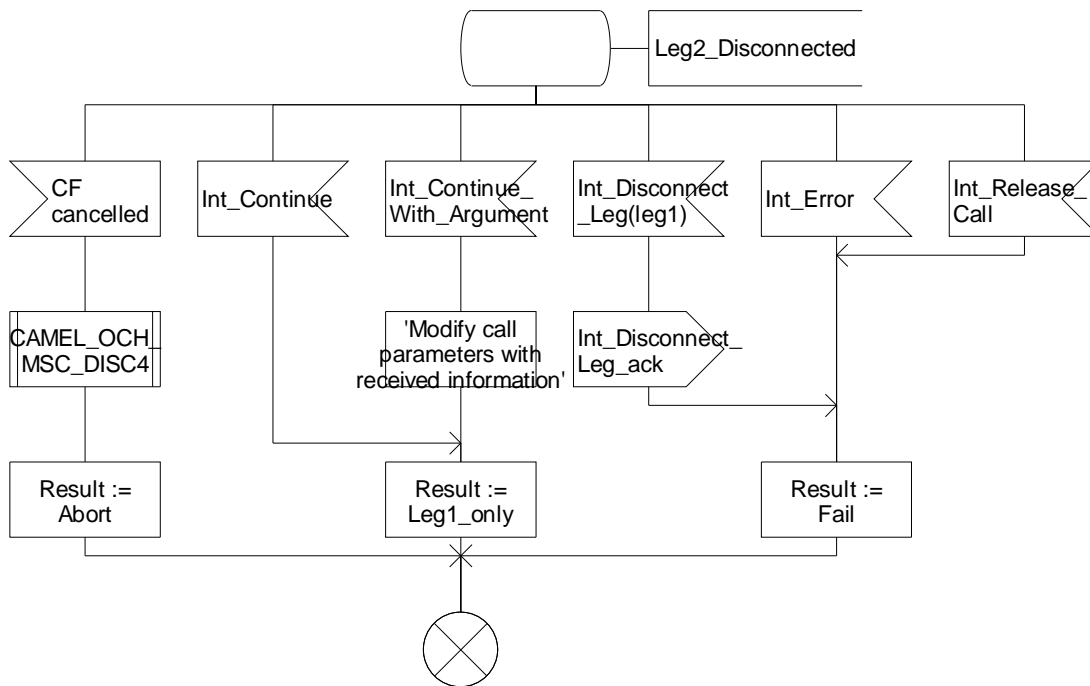 Leg2_Disconnected
CF
cancelled
Int_Continue
Int_Continue_
With_Argument
Int_Disconnect
_Leg(leg1)
Int_Error
Int_Release_
Call
CAMEL_OCH_
MSC_DISC4
'Modify call
parameters with
received information'
Int_Disconnect_
Leg_ack
Result :=
Abort
Result :=
Leg1_only
Result :=
Fail